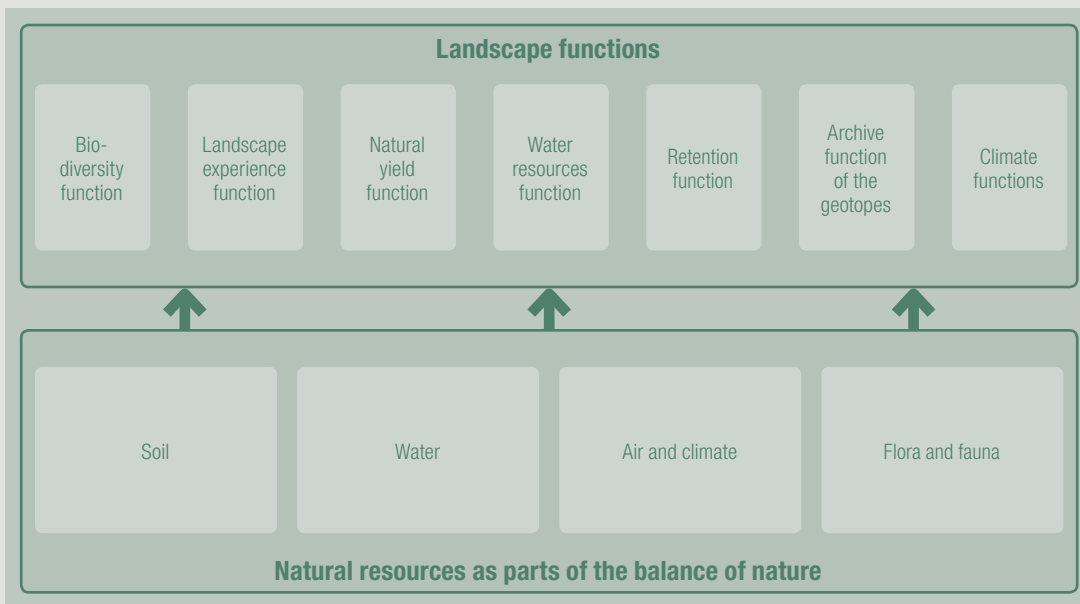 Landscape functions
Bio-
diversity
function
Landscape
experience
function
Natural
yield
function
Water
resources
function
Retention
function
Archive
function
of the
geotopes
Climate
functions
Soil
Water
Air and climate
Flora and fauna
Natural resources as parts of the balance of nature